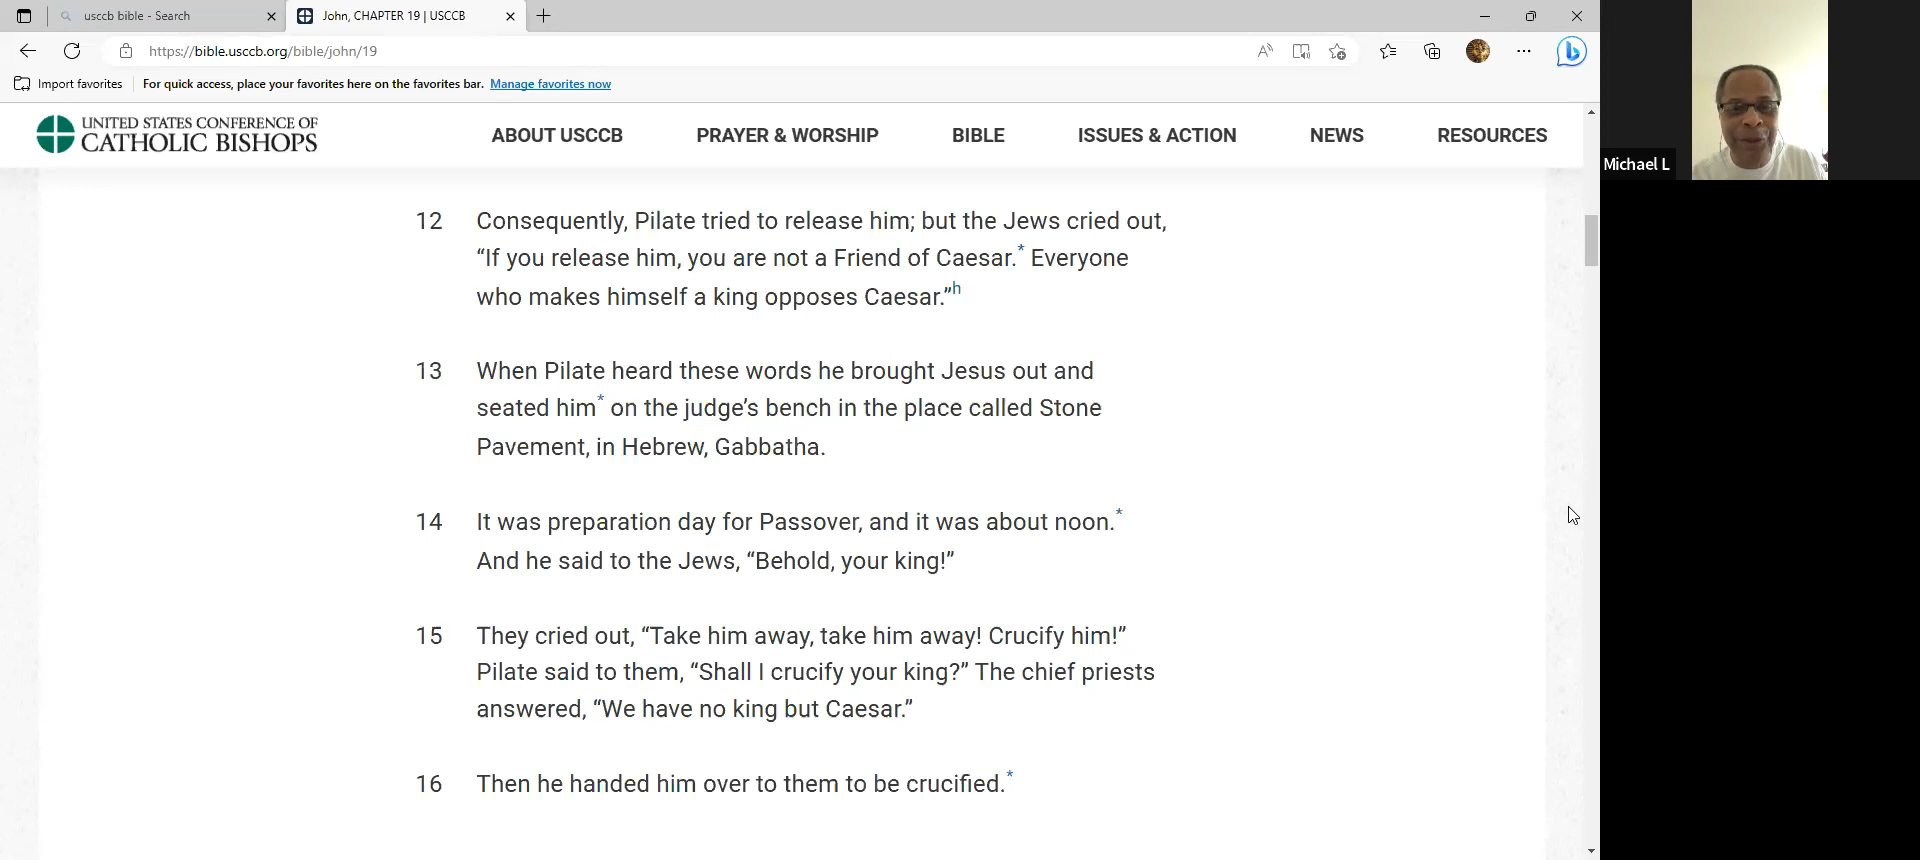 usccb bible - Search
John, CHAPTER 19 | USCCB
https://bible.usccb.org/bible/john/19
Import favorites
For quick access, place your favorites here on the favorites bar. Manage favorites now
UNITED STATES CONFERENCE OF
CATHOLIC BISHOPS
ABOUT USCCB PRAYER & WORSHIP BIBLE ISSUES & ACTION NEWS RESOURCES
Michael L
12 Consequently, Pilate tried to release him; but the Jews cried out,
“If you release him, you are not a Friend of Caesar.* Everyone
who makes himself a king opposes Caesar.”h
13 When Pilate heard these words he brought Jesus out and
seated him* on the judge’s bench in the place called Stone
Pavement, in Hebrew, Gabbatha.
14 It was preparation day for Passover, and it was about noon.*
And he said to the Jews, “Behold, your king!”
15 They cried out, “Take him away, take him away! Crucify him!”
Pilate said to them, “Shall I crucify your king?” The chief priests
answered, “We have no king but Caesar.”
16 Then he handed him over to them to be crucified.*